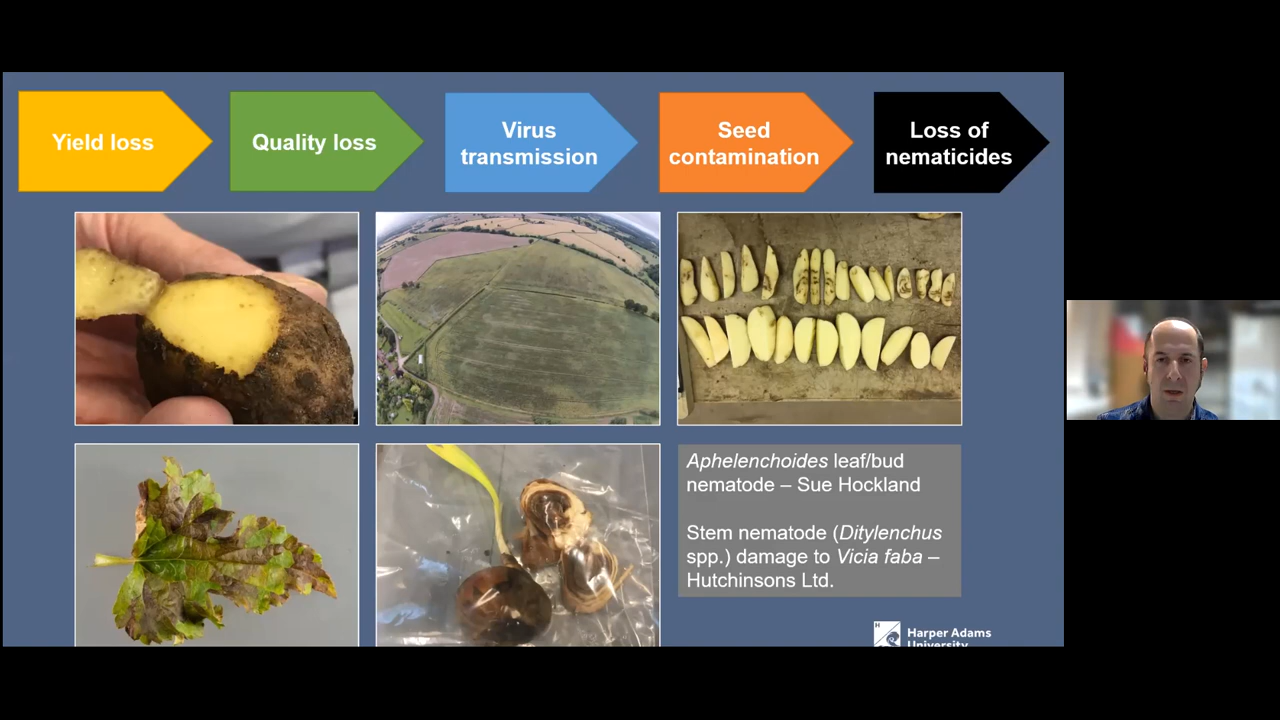 Yield loss
Quality loss
Virus
transmission
Seed
contamination
Loss of
nematicides
Aphelenchoides leaf/bud
nematode – Sue Hockland
Stem nematode (Ditylenchus
spp.) damage to Vicia faba –
Hutchinsons Ltd.
H
Harper Adams
University